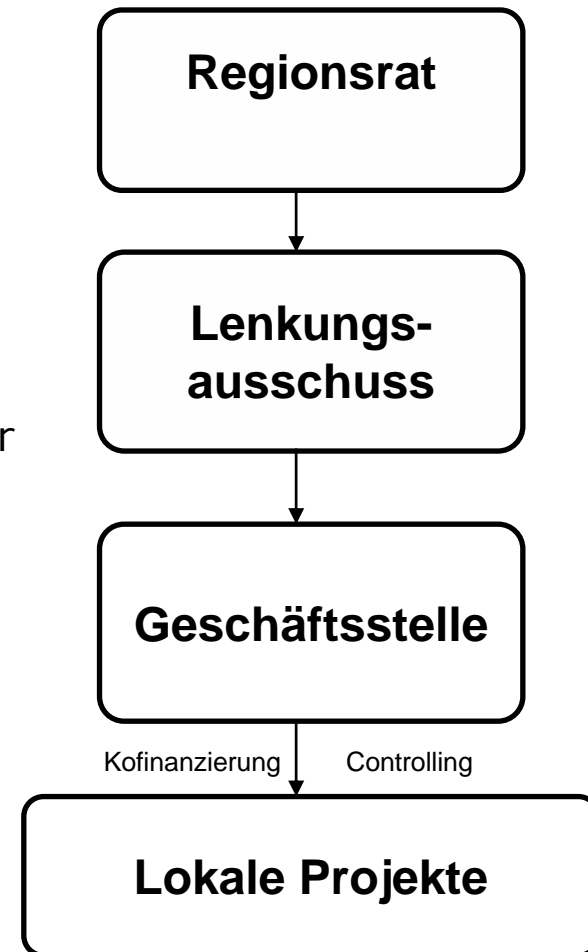 Regionsrat
Lenkungs-
ausschuss
r
Geschäftsstelle
Kofinanzierung Controlling
Lokale Projekte